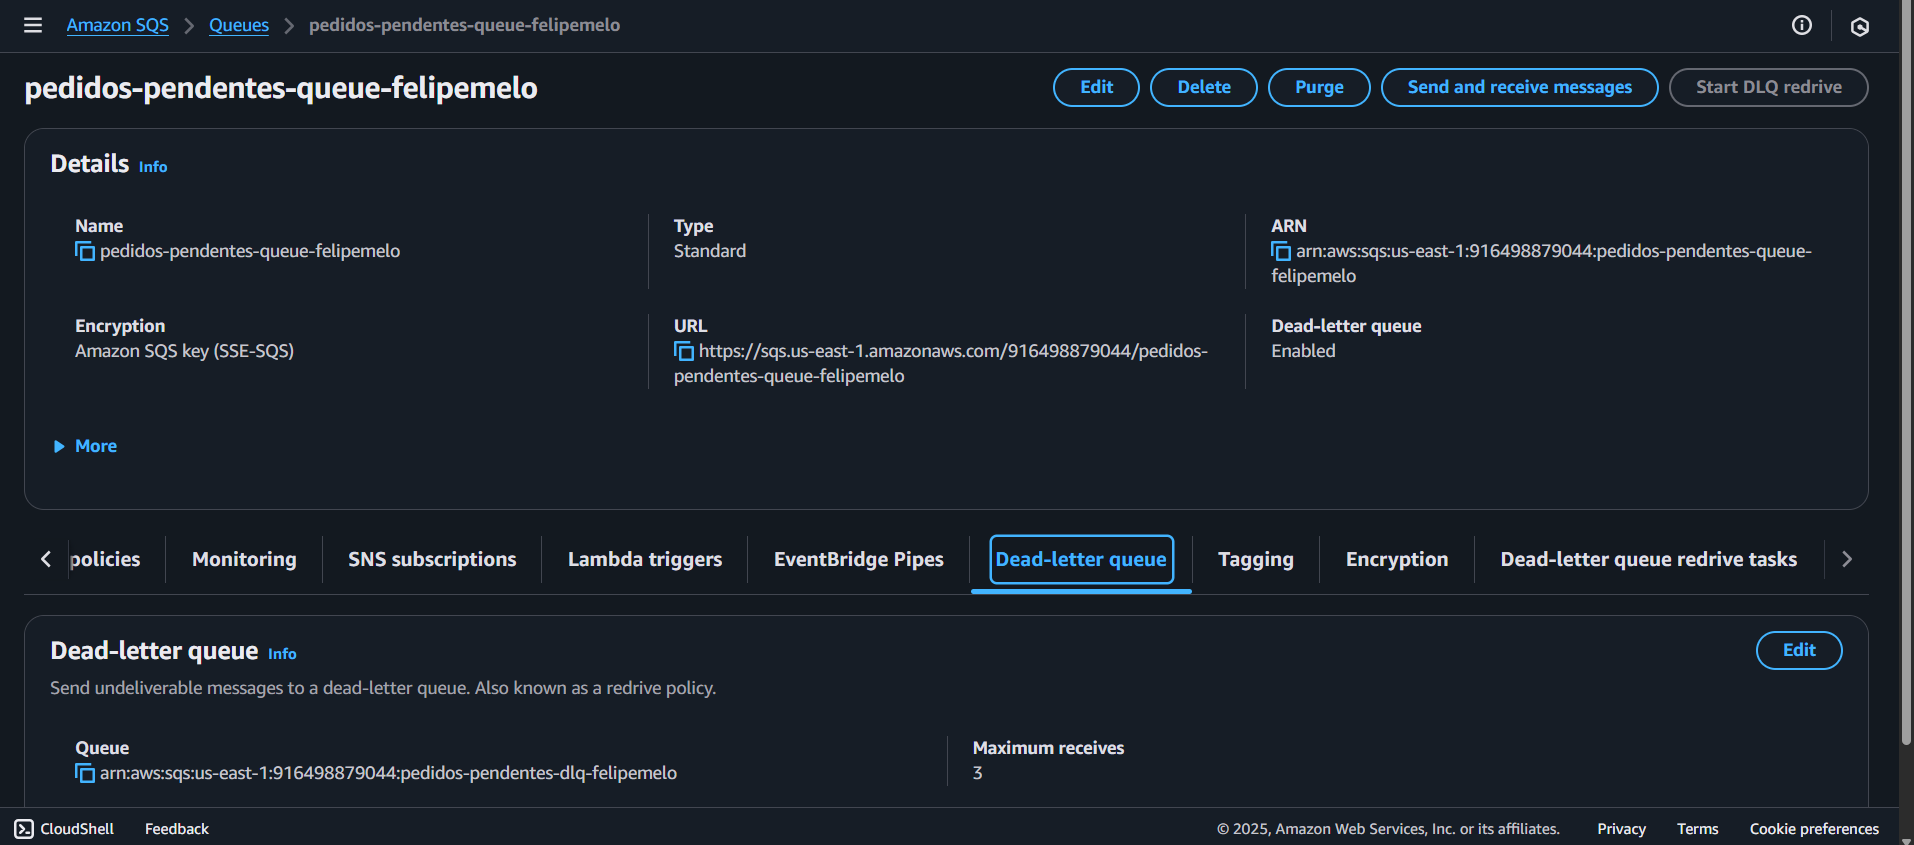 Amazon SQS > Queues > pedidos-pendentes-queue-felipemelo
pedidos-pendentes-queue-felipemelo
Edit
Delete
Purge
Send and receive messages
Start DLQ redrive
Details Info
Name
pedidos-pendentes-queue-felipemelo
Type
Standard
ARN
arn:aws:sqs:us-east-1:916498879044:pedidos-pendentes-queue-
felipemelo
Encryption
Amazon SQS key (SSE-SQS)
URL
https://sqs.us-east-1.amazonaws.com/916498879044/pedidos-
pendentes-queue-felipemelo
Dead-letter queue
Enabled
More
policies
Monitoring
SNS subscriptions
Lambda triggers
EventBridge Pipes
Dead-letter queue
Tagging
Encryption
Dead-letter queue redrive tasks
Dead-letter queue Info
Edit
Send undeliverable messages to a dead-letter queue. Also known as a redrive policy.
Queue
arn:aws:sqs:us-east-1:916498879044:pedidos-pendentes-dlq-felipemelo
Maximum receives
3
CloudShell
Feedback
© 2025, Amazon Web Services, Inc. or its affiliates.
Privacy
Terms
Cookie preferences